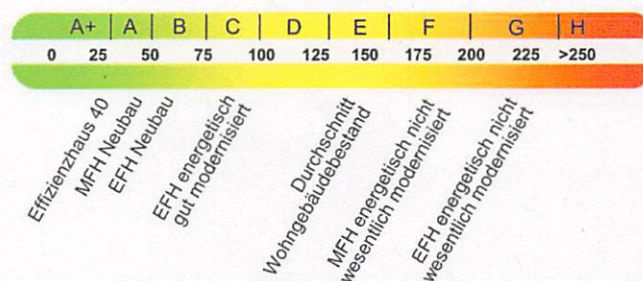 A+ | A | B | C | D | E | F | G | H
0 25 50 75 100 125 150 175 200 225 >250
Effizienzhaus 40
MFH Neubau
EFH Neubau
EFH energetisch
gut modernisiert
Durchschnitt
Wohngebäudebestand
MFH energetisch nicht
wesentlich modernisiert
EFH energetisch nicht
wesentlich modernisiert